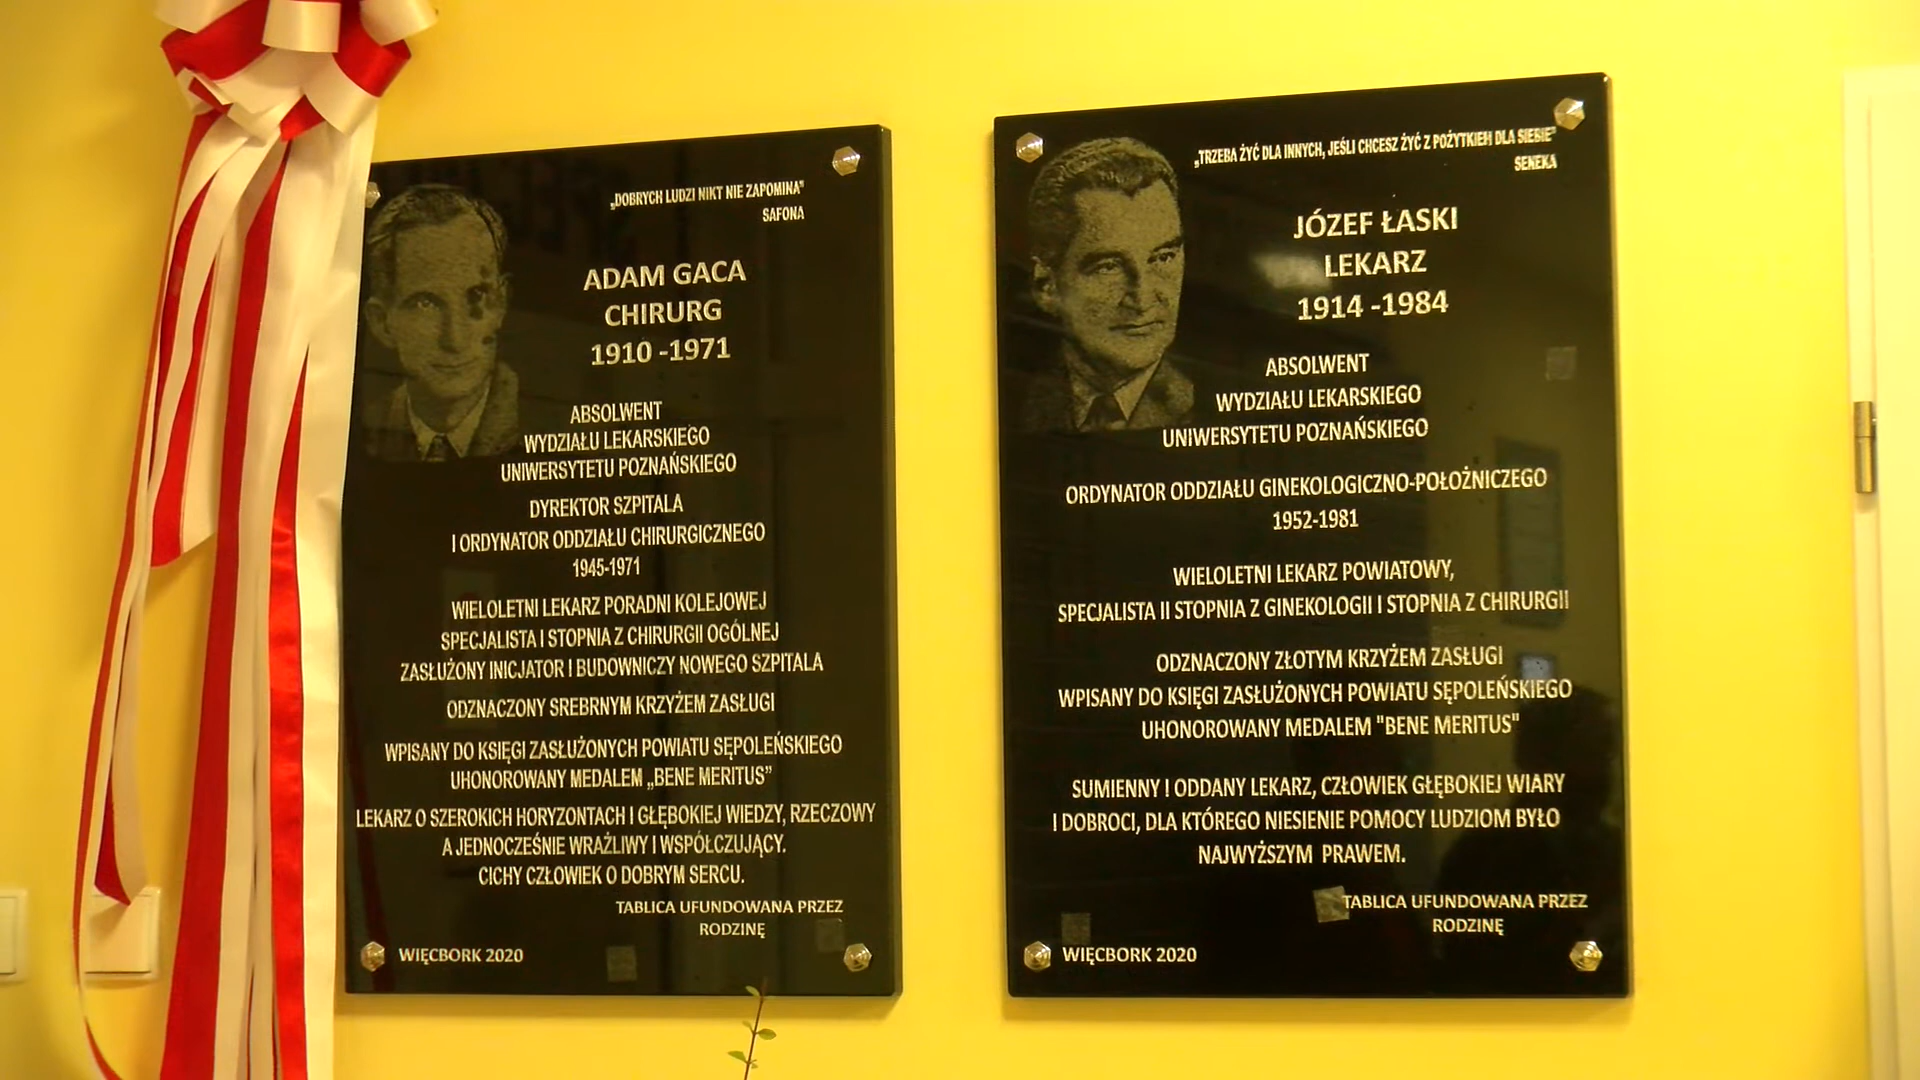 „DOBRYCH LUDZI NIKT NIE ZAPOMINA"
SAFONA
ADAM GACA
CHIRURG
1910 -1971
ABSOLWENT
WYDZIAŁU LEKARSKIEGO
UNIWERSYTETU POZNAŃSKIEGO
DYREKTOR SZPITALA
I ORDYNATOR ODDZIAŁU CHIRURGICZNEGO
1945-1971
WIELOLETNI LEKARZ PORADNI KOLEJOWEJ
SPECJALISTA I STOPNIA Z CHIRURGII OGÓLNEJ
ZASŁUŻONY INICJATOR I BUDOWNICZY NOWEGO SZPITALA
ODZNACZONY SREBRNYM KRZYŻEM ZASŁUGI
WPISANY DO KSIĘGI ZASŁUŻONYCH POWIATU SĘPOLEŃSKIEGO
UHONOROWANY MEDALEM „BENE MERITUS”
LEKARZ O SZEROKICH HORYZONTACH I GŁĘBOKIEJ WIEDZY, RZECZOWY
A JEDNOCZEŚNIE WRAŻLIWY I WSPÓŁCZUJĄCY.
CICHY CZŁOWIEK O DOBRYM SERCU.
TABLICA UFUNDOWANA PRZEZ
RODZINĘ
WIĘCBORK 2020
„TRZEBA ŻYĆ DLA INNYCH, JEŚLI CHCESZ ŻYĆ Z POŻYTKIEM DLA SIEBIE"
SENEKA
JÓZEF ŁASKI
LEKARZ
1914 -1984
ABSOLWENT
WYDZIAŁU LEKARSKIEGO
UNIWERSYTETU POZNAŃSKIEGO
ORDYNATOR ODDZIAŁU GINEKOLOGICZNO-POŁOŻNICZEGO
1952-1981
WIELOLETNI LEKARZ POWIATOWY,
SPECJALISTA II STOPNIA Z GINEKOLOGII I STOPNIA Z CHIRURGII
ODZNACZONY ZŁOTYM KRZYŻEM ZASŁUGI
WPISANY DO KSIĘGI ZASŁUŻONYCH POWIATU SĘPOLEŃSKIEGO
UHONOROWANY MEDALEM "BENE MERITUS"
SUMIENNY I ODDANY LEKARZ, CZŁOWIEK GŁĘBOKIEJ WIARY
I DOBROCI, DLA KTÓREGO NIESIENIE POMOCY LUDZIOM BYŁO
NAJWYŻSZYM PRAWEM.
TABLICA UFUNDOWANA PRZEZ
RODZINĘ
WIĘCBORK 2020